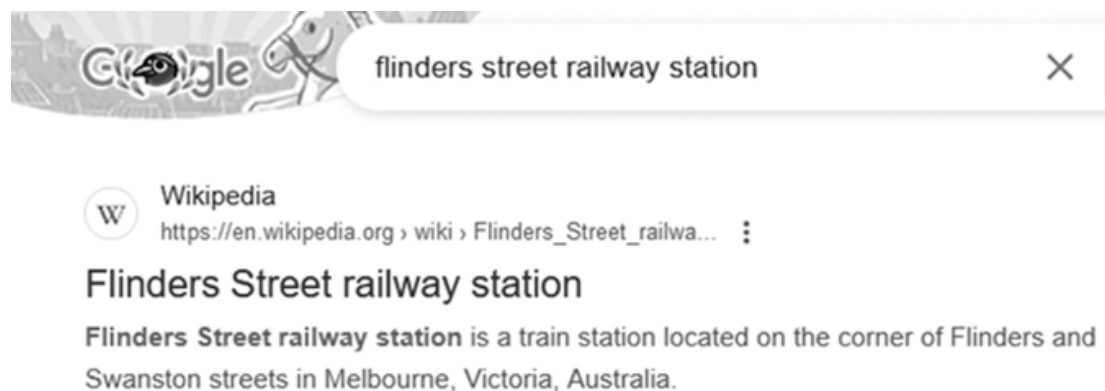 Google
flinders street railway station
W
Wikipedia
https://en.wikipedia.org › wiki › Flinders_Street_railwa...
Flinders Street railway station
Flinders Street railway station is a train station located on the corner of Flinders and
Swanston streets in Melbourne, Victoria, Australia.